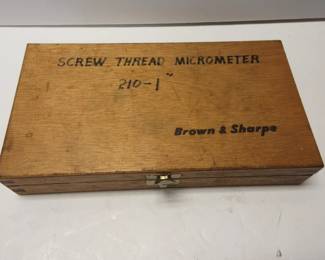 SCREW THREAD MICROMETER
210-1"
Brown & Sharpe